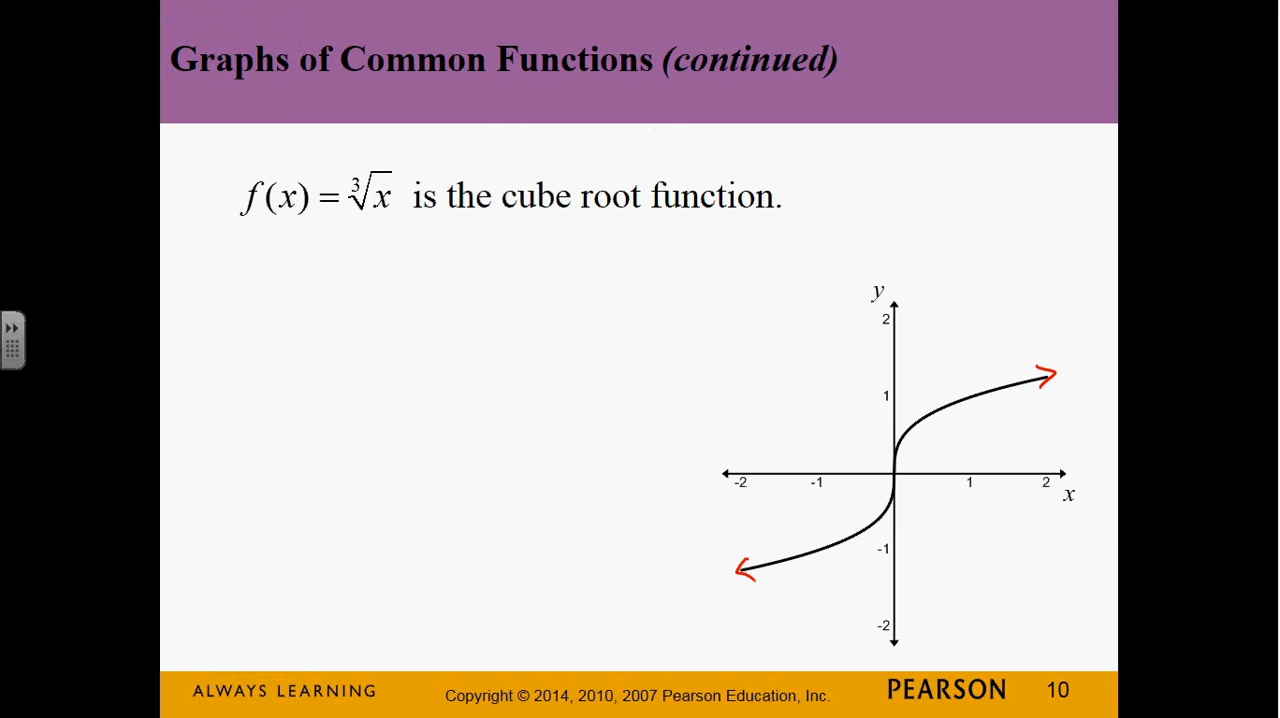 Graphs of Common Functions (continued)
f(x) = ∛x is the cube root function.
y
2
1
-2 -1 1 2
x
-1
-2
ALWAYS LEARNING Copyright © 2014, 2010, 2007 Pearson Education, Inc. PEARSON 10